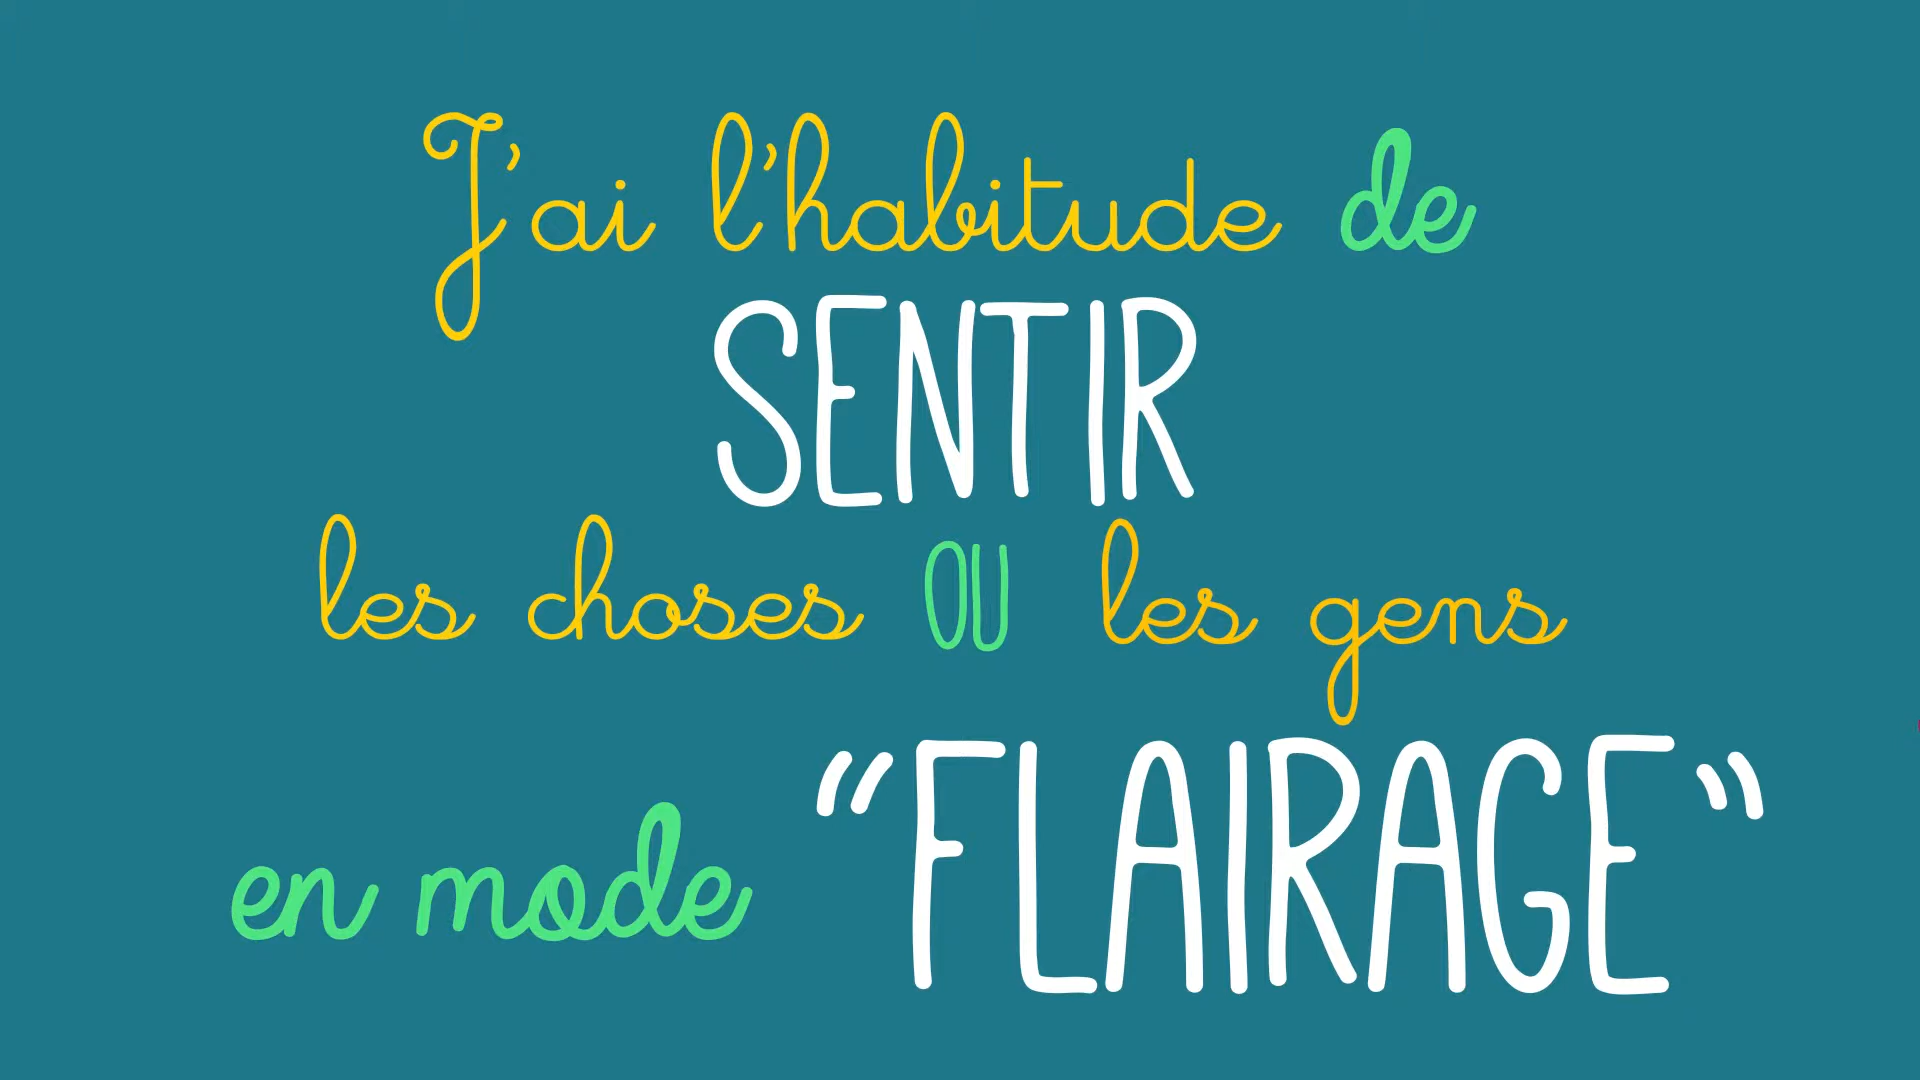 J'ai l'habitude de
SENTIR
les choses OU les gens
en mode “FLAIRAGE”